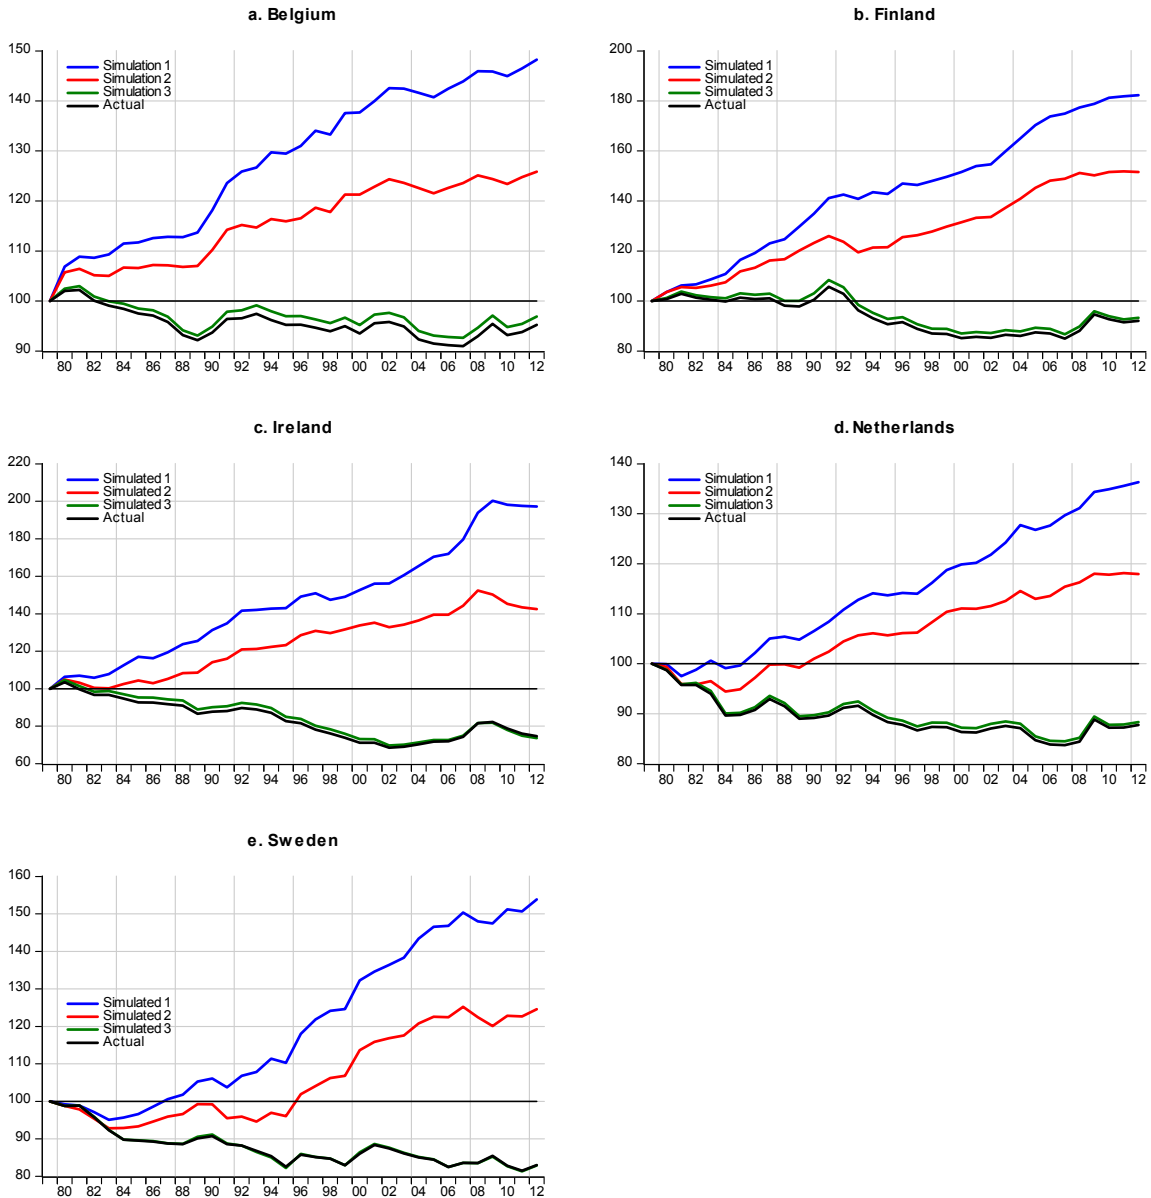 a. Belgium
150
140
130
120
110
100
90
Simulation 1
Simulation 2
Simulation 3
Actual
80 82 84 86 88 90 92 94 96 98 00 02 04 06 08 10 12
b. Finland
200
180
160
140
120
100
80
Simulated 1
Simulated 2
Simulated 3
Actual
80 82 84 86 88 90 92 94 96 98 00 02 04 06 08 10 12
c. Ireland
220
200
180
160
140
120
100
80
60
Simulated 1
Simulated 2
Simulated 3
Actual
80 82 84 86 88 90 92 94 96 98 00 02 04 06 08 10 12
d. Netherlands
140
130
120
110
100
90
80
Simulation 1
Simulation 2
Simulation 3
Actual
80 82 84 86 88 90 92 94 96 98 00 02 04 06 08 10 12
e. Sweden
160
150
140
130
120
110
100
90
80
Simulated 1
Simulated 2
Simulated 3
Actual
80 82 84 86 88 90 92 94 96 98 00 02 04 06 08 10 12